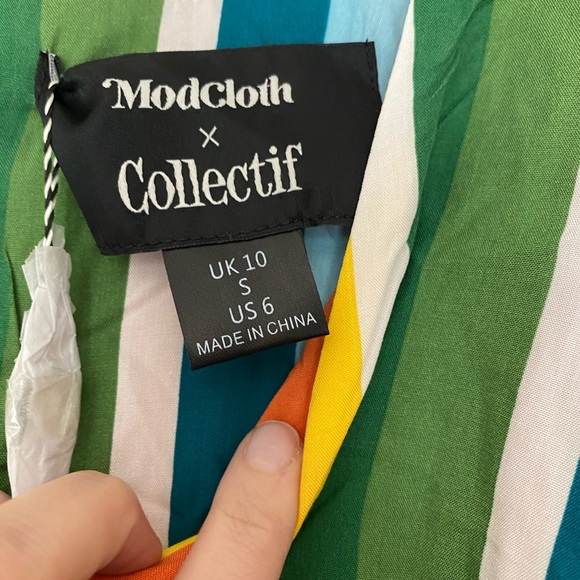 ModCloth
×
Collectif
UK 10
S
US 6
MADE IN CHINA